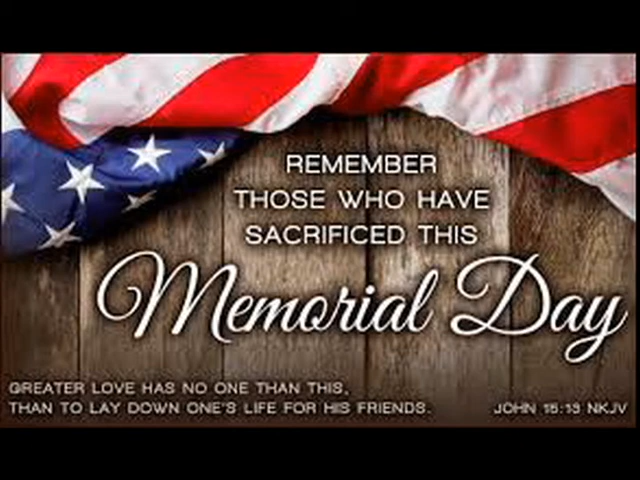 REMEMBER
THOSE WHO HAVE
SACRIFICED THIS
Memorial Day
GREATER LOVE HAS NO ONE THAN THIS,
THAN TO LAY DOWN ONE'S LIFE FOR HIS FRIENDS.
JOHN 15:13 NKJV